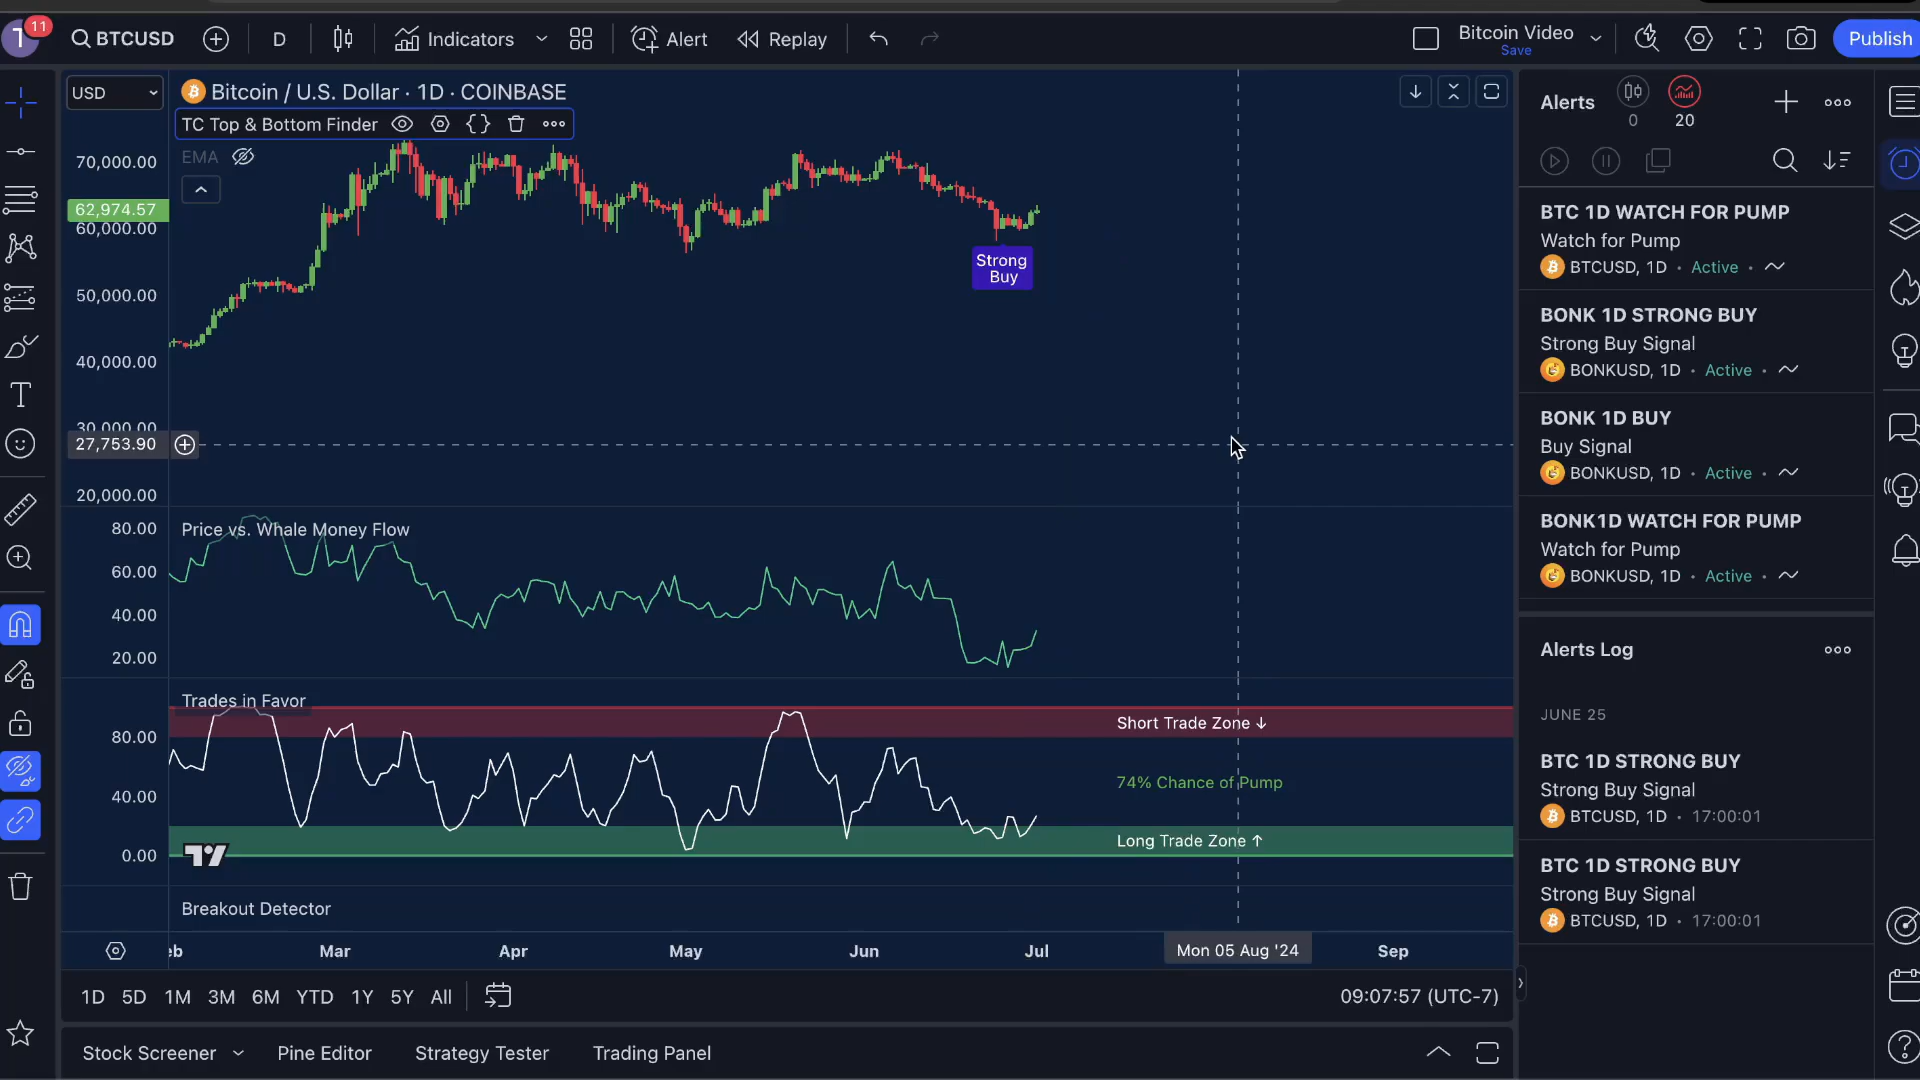 T
11
BTCUSD
D
Indicators
Alert
Replay
Bitcoin Video
Save
Publish
USD
Bitcoin / U.S. Dollar · 1D · COINBASE
TC Top & Bottom Finder
EMA
70,000.00
62,974.57
60,000.00
50,000.00
40,000.00
30,000.00
27,753.90
20,000.00
Strong
Buy
Price vs. Whale Money Flow
80.00
60.00
40.00
20.00
Trades in Favor
80.00
40.00
0.00
Short Trade Zone ↓
74% Chance of Pump
Long Trade Zone ↑
Breakout Detector
eb Mar Apr May Jun Jul Mon 05 Aug '24 Sep
1D 5D 1M 3M 6M YTD 1Y 5Y All
09:07:57 (UTC-7)
Stock Screener Pine Editor Strategy Tester Trading Panel
Alerts
0
20
BTC 1D WATCH FOR PUMP
Watch for Pump
BTCUSD, 1D · Active ·
BONK 1D STRONG BUY
Strong Buy Signal
BONKUSD, 1D · Active ·
BONK 1D BUY
Buy Signal
BONKUSD, 1D · Active ·
BONK1D WATCH FOR PUMP
Watch for Pump
BONKUSD, 1D · Active ·
Alerts Log
JUNE 25
BTC 1D STRONG BUY
Strong Buy Signal
BTCUSD, 1D · 17:00:01
BTC 1D STRONG BUY
Strong Buy Signal
BTCUSD, 1D · 17:00:01